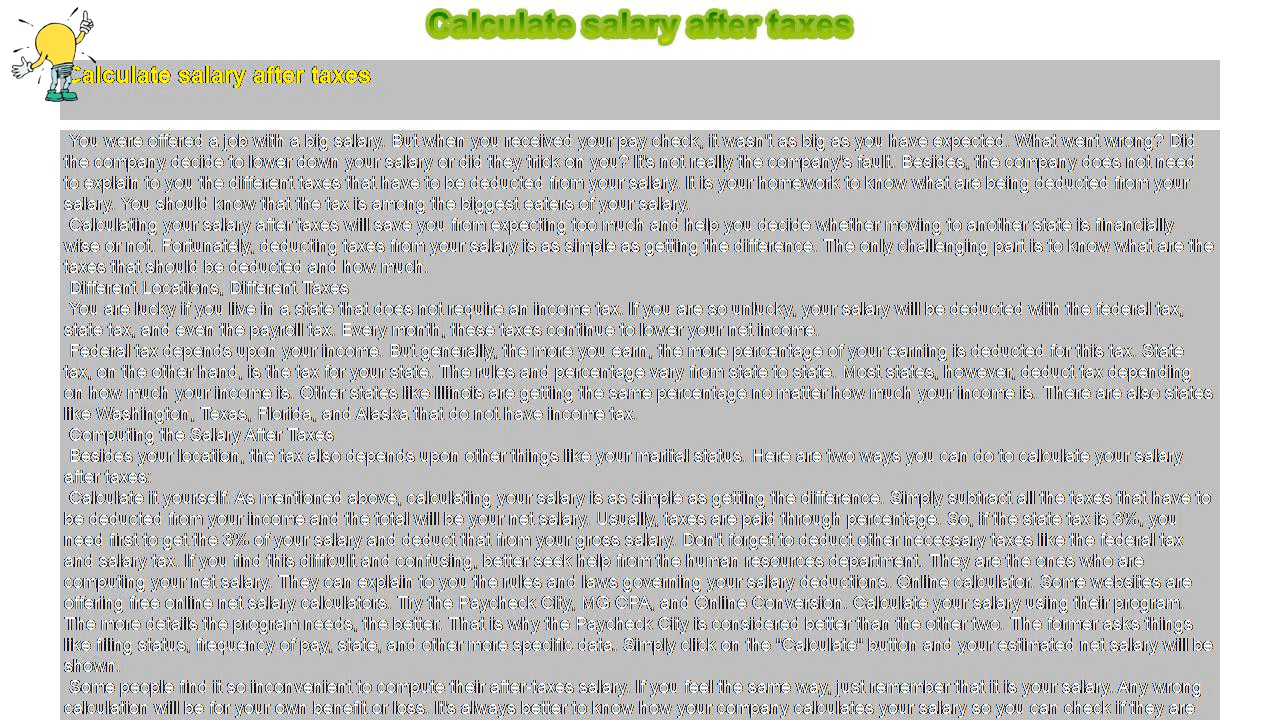 Calculate salary after taxes
Calculate salary after taxes
You were offered a job with a big salary. But when you received your pay check, it wasn"t as big as you have expected. What went wrong? Did
the company decide to lower down your salary or did they trick on you? It's not really the company's fault. Besides, the company does not need
to explain to you the different taxes that have to be deducted from your salary. It is your homework to know what are being deducted from your
salary. You should know that the tax is among the biggest eaters of your salary.
Calculating your salary after taxes will save you from expecting too much and help you decide whether moving to another state is financially
wise or not. Fortunately, deducting taxes from your salary is as simple as getting the difference. The only challenging part is to know what are the
taxes that should be deducted and how much.
Different Locations, Different Taxes
You are lucky if you live in a state that does not require an income tax. If you are so unlucky, your salary will be deducted with the federal tax,
state tax, and even the payroll tax. Every month, these taxes continue to lower your net income.
Federal tax depends upon your income. But generally, the more you earn, the more percentage of your earning is deducted for this tax. State
tax, on the other hand, is the tax for your state. The rules and percentage vary from state to state. Most states, however, deduct tax depending
on how much your income is. Other states like Illinois are getting the same percentage no matter how much your income is. There are also states
like Washington, Texas, Florida, and Alaska that do not have income tax.
Computing the Salary After Taxes
Besides your location, the tax also depends upon other things like your marital status. Here are two ways you can do to calculate your salary
after taxes:
Calculate it yourself. As mentioned above, calculating your salary is as simple as getting the difference. Simply subtract all the taxes that have to
be deducted from your income and the total will be your net salary. Usually, taxes are paid through percentage. So, if the state tax is 3%, you
need first to get the 3% of your salary and deduct that from your gross salary. Don't forget to deduct other necessary taxes like the federal tax
and salary tax. If you find this difficult and confusing, better seek help from the human resources department. They are the ones who are
computing your net salary. They can explain to you the rules and laws governing your salary deductions. Online calculator. Some websites are
offering free online net salary calculators. Try the Paycheck City, MG CPA, and Online Conversion. Calculate your salary using their program.
The more details the program needs, the better. That is why the Paycheck City is considered better than the other two. The former asks things
like filing status, frequency of pay, state, and other more specific data. Simply click on the "Calculate" button and your estimated net salary will be
shown.
Some people find it so inconvenient to compute their after-taxes salary. If you feel the same way, just remember that it is your salary. Any wrong
calculation will be for your own benefit or loss. It's always better to know how your company calculates your salary so you can check if they are